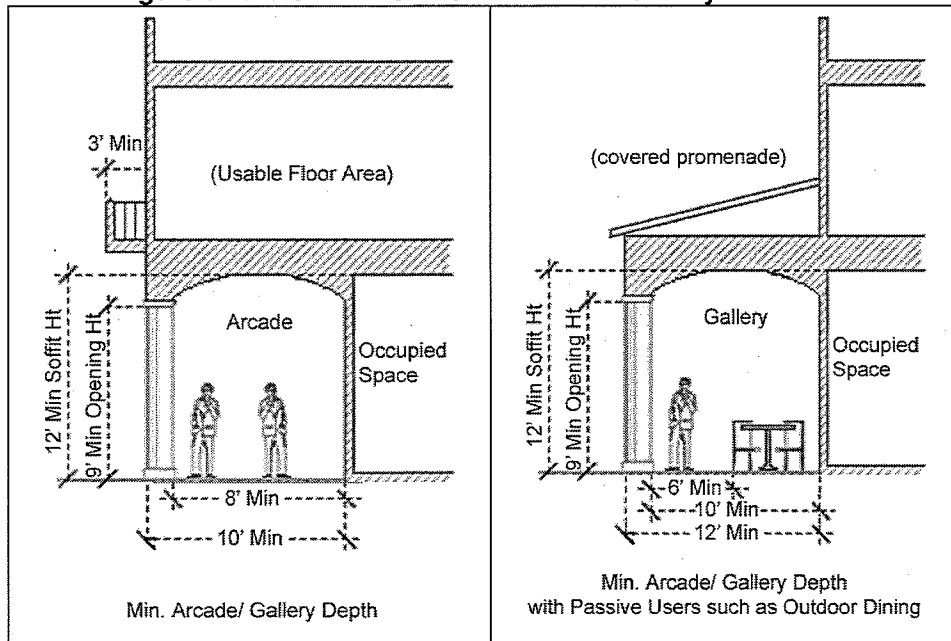 3' Min
(Usable Floor Area)
12' Min Soffit Ht
9' Min Opening Ht
Arcade
Occupied
Space
8' Min
10' Min
Min. Arcade/ Gallery Depth
(covered promenade)
12' Min Soffit Ht
9' Min Opening Ht
Gallery
Occupied
Space
6' Min
10' Min
12' Min
Min. Arcade/ Gallery Depth
with Passive Users such as Outdoor Dining